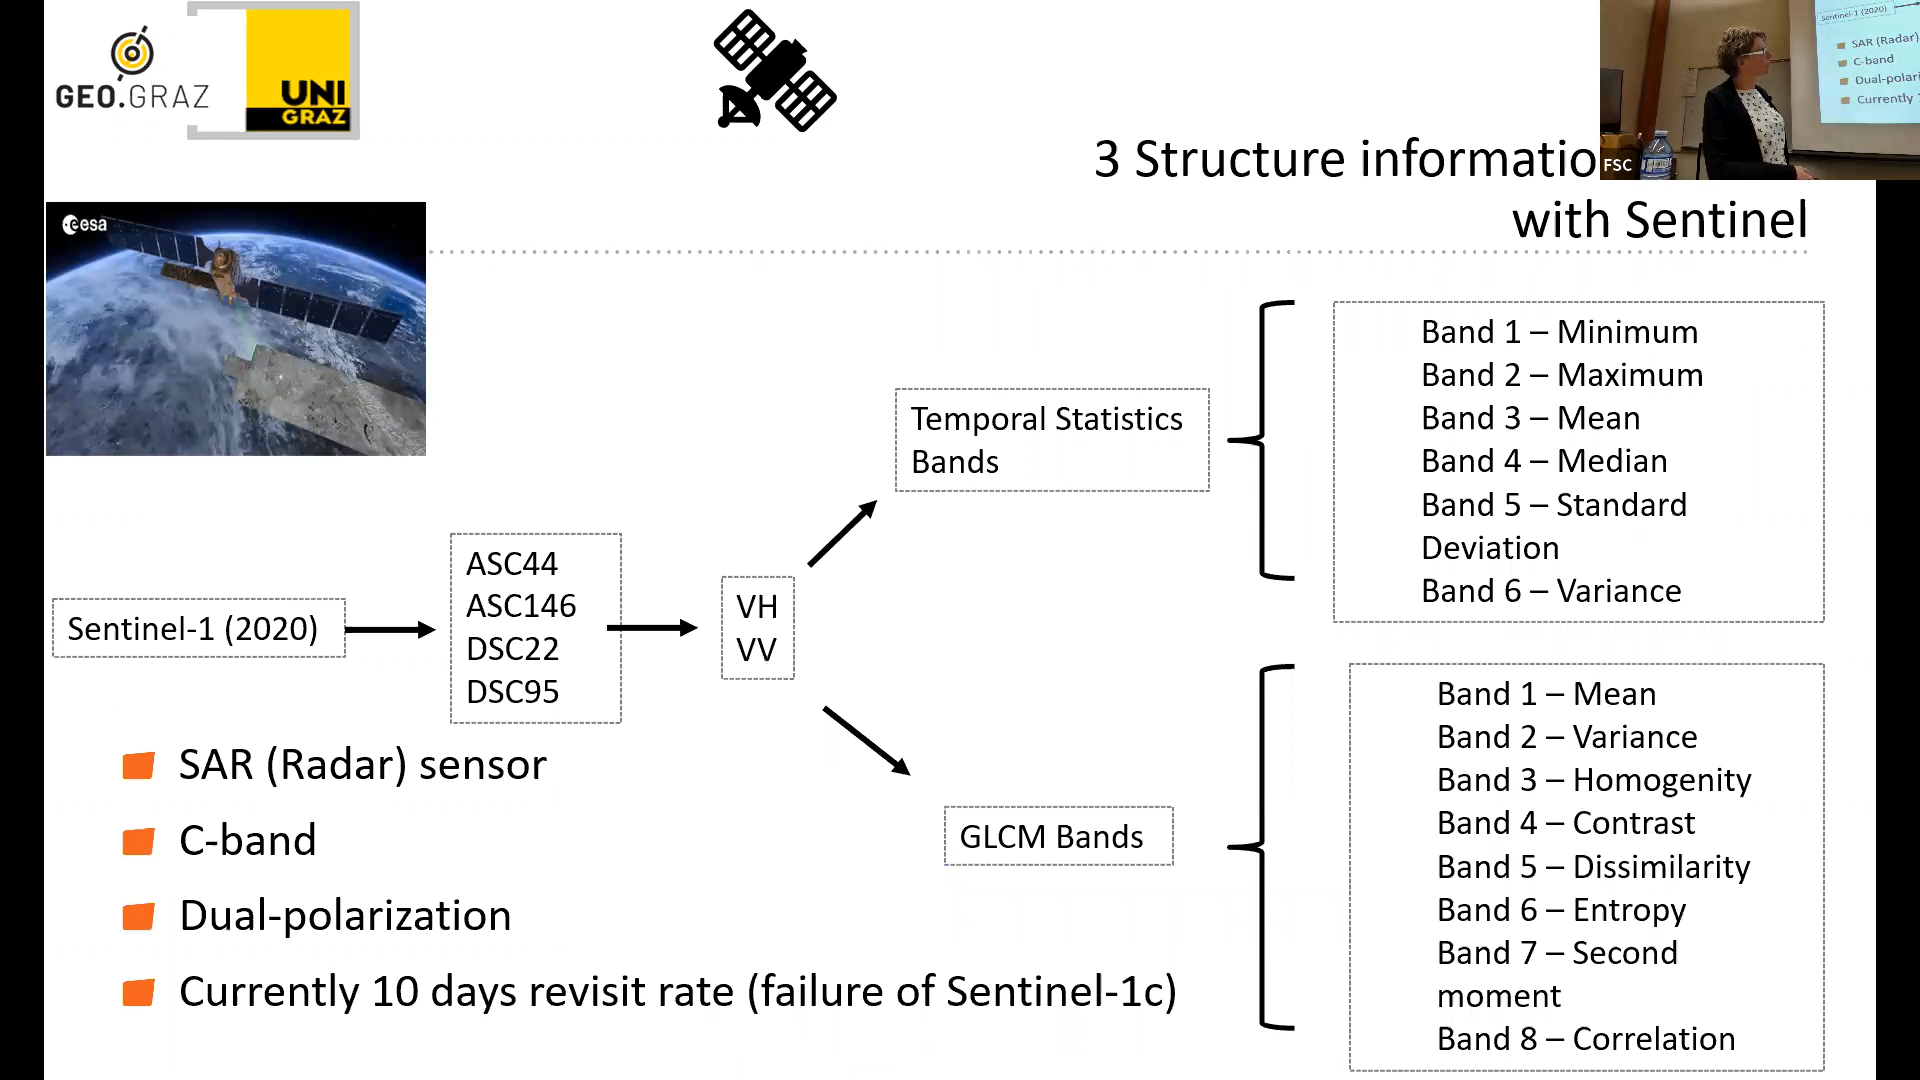 GEO.GRAZ
UNI
GRAZ
3 Structure informatio
with Sentinel
FSC
Sentinel-1 (2020)
SAR (Radar)
C-band
Dual-polari
Currently
esa
Sentinel-1 (2020)
ASC44
ASC146
DSC22
DSC95
VH
VV
Temporal Statistics
Bands
GLCM Bands
Band 1 – Minimum
Band 2 – Maximum
Band 3 – Mean
Band 4 – Median
Band 5 – Standard
Deviation
Band 6 – Variance
Band 1 – Mean
Band 2 – Variance
Band 3 – Homogenity
Band 4 – Contrast
Band 5 – Dissimilarity
Band 6 – Entropy
Band 7 – Second
moment
Band 8 – Correlation
SAR (Radar) sensor
C-band
Dual-polarization
Currently 10 days revisit rate (failure of Sentinel-1c)